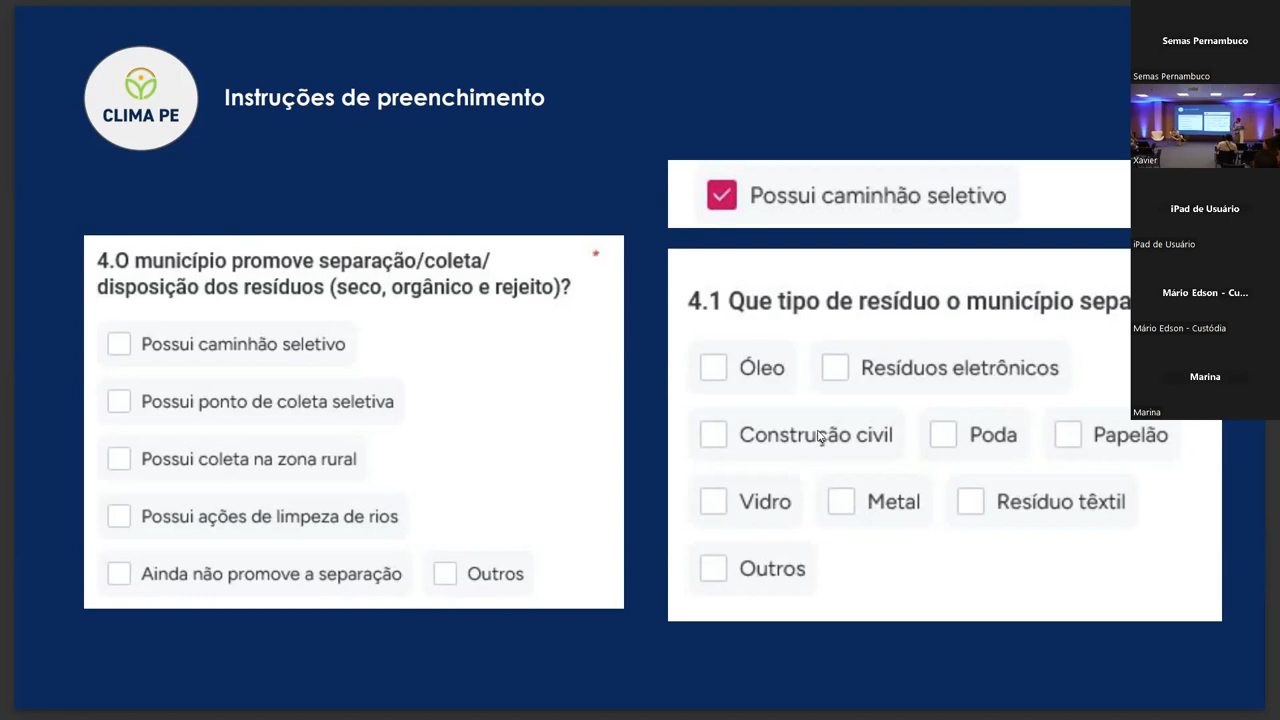 CLIMA PE
Instruções de preenchimento
4.O município promove separação/coleta/
disposição dos resíduos (seco, orgânico e rejeito)?
*
Possui caminhão seletivo
Possui ponto de coleta seletiva
Possui coleta na zona rural
Possui ações de limpeza de rios
Ainda não promove a separação
Outros
Possui caminhão seletivo
4.1 Que tipo de resíduo o município sepa
Óleo
Resíduos eletrônicos
Construção civil
Poda
Papelão
Vidro
Metal
Resíduo têxtil
Outros
Semas Pernambuco
Semas Pernambuco
Xavier
iPad de Usuário
iPad de Usuário
Mário Edson - Cu...
Mário Edson - Custódia
Marina
Marina